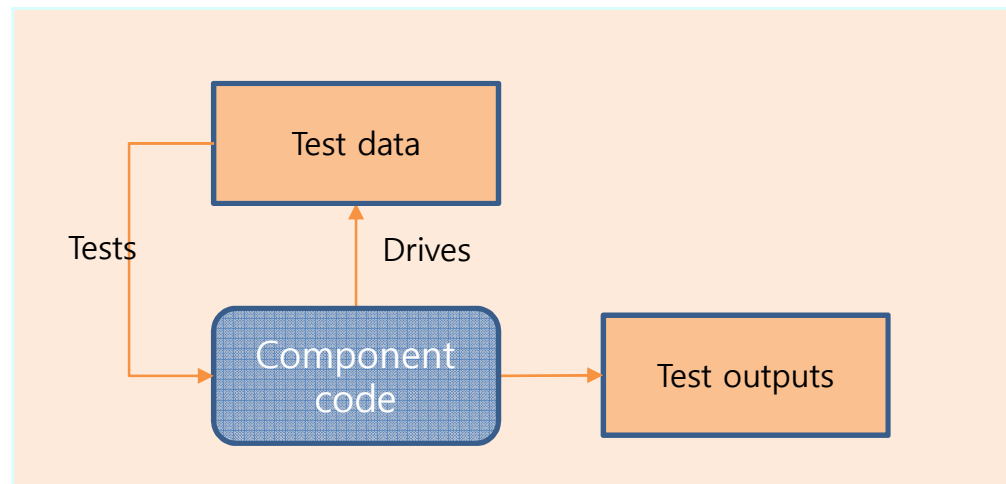 Test data
Tests
Drives
Component
code
Test outputs